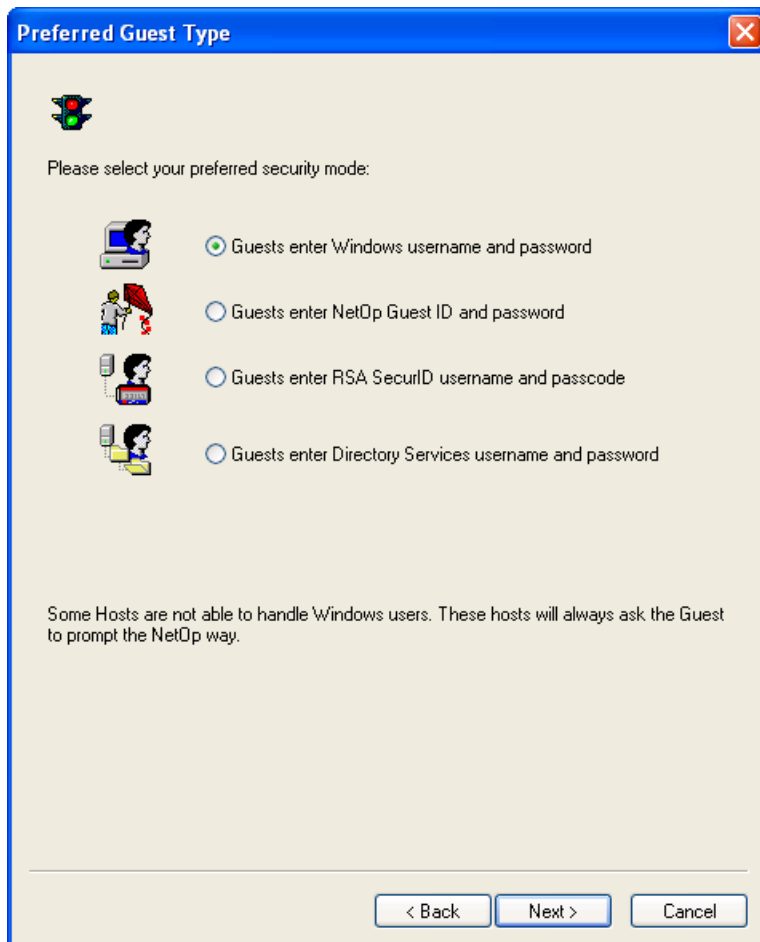 Preferred Guest Type
Please select your preferred security mode:
Guests enter Windows username and password
Guests enter NetOp Guest ID and password
Guests enter RSA SecurID username and passcode
Guests enter Directory Services username and password
Some Hosts are not able to handle Windows users. These hosts will always ask the Guest
to prompt the NetOp way.
< Back
Next >
Cancel